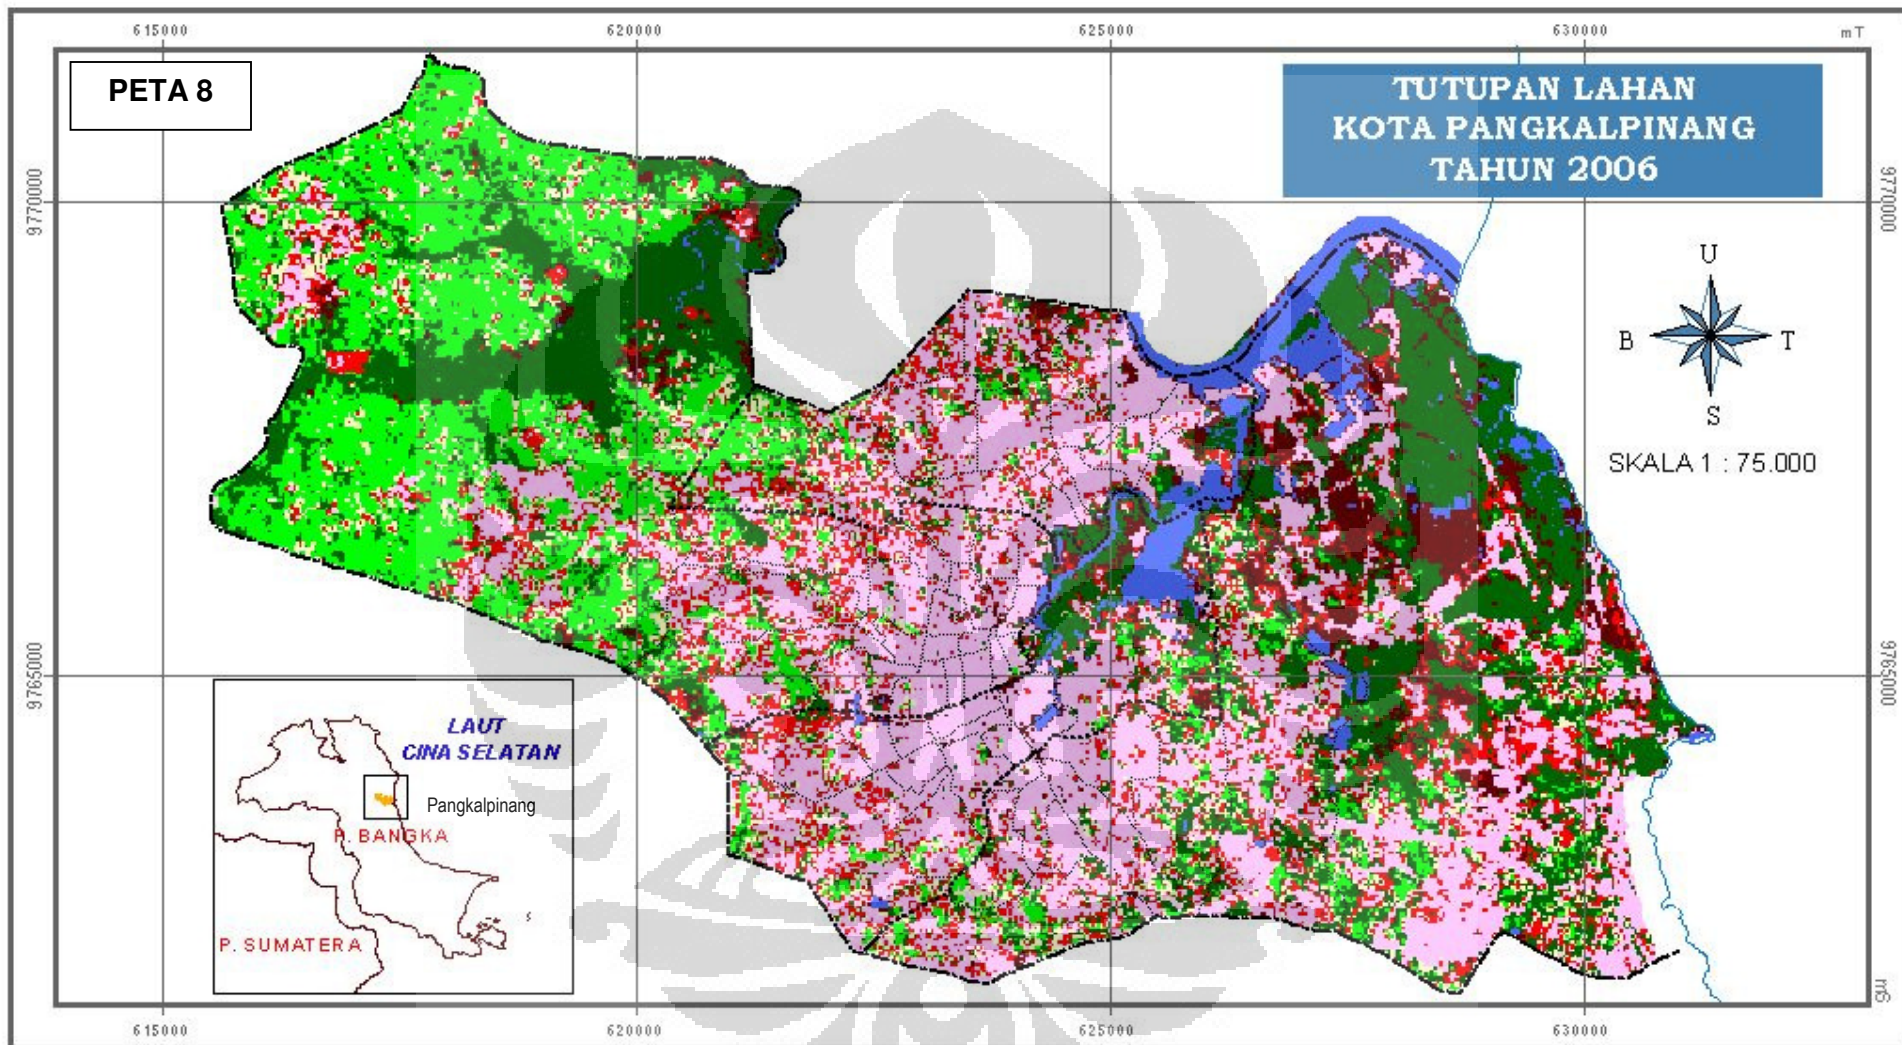 615000
620000
625000
630000
mT
PETA 8
TUTUPAN LAHAN
KOTA PANGKALPINANG
TAHUN 2006
9770000
9770000
U
B
T
S
SKALA 1 : 75.000
9765000
9765000
LAUT
CINA SELATAN
Pangkalpinang
P. BANGKA
P. SUMATERA
615000
620000
625000
630000